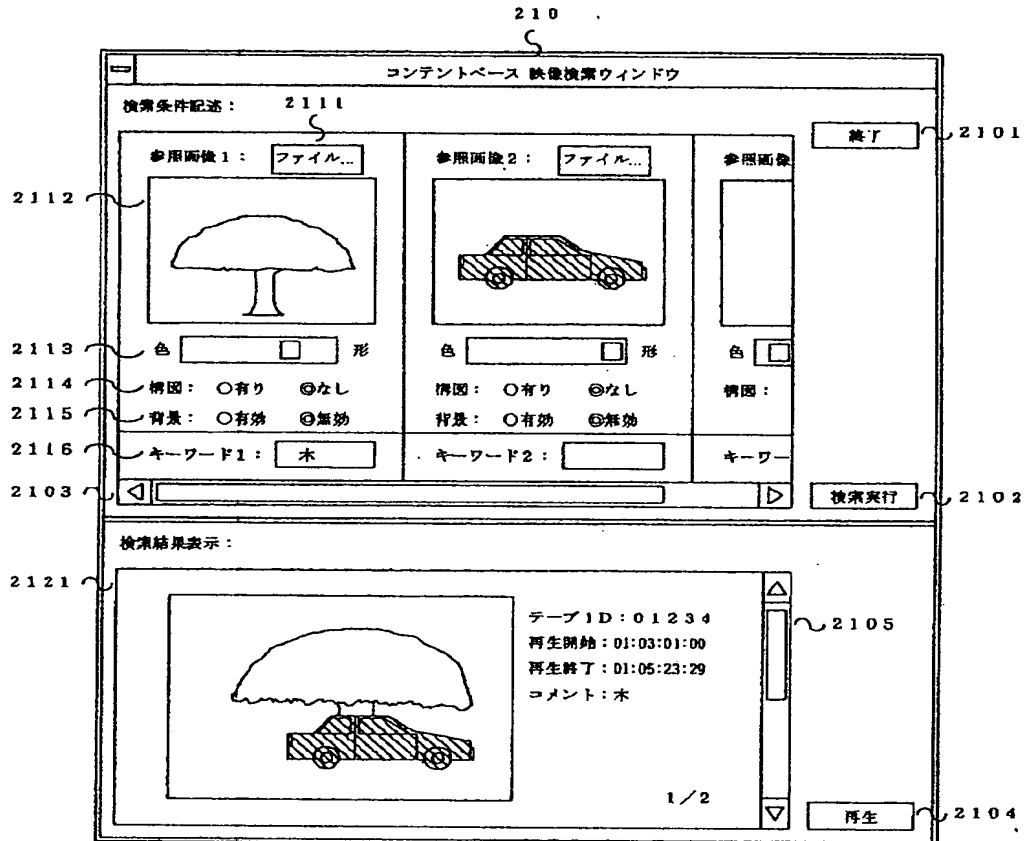 210
コンテントベース 映像検索ウィンドウ
検索条件記述: 2111
終了 2101
参照画像1: ファイル... 参照画像2: ファイル... 参照画像
2112
2113 色 形 色 形 色
2114 構図: ○有り ◎なし 構図: ○有り ◎なし 構図:
2115 背景: ○有効 ◎無効 背景: ○有効 ◎無効
2116 キーワード1: 木 キーワード2: キーワー
2103 検索実行 2102
検索結果表示:
2121
テープID:01234
2105
再生開始:01:03:01:00
再生終了:01:05:23:29
コメント:木
1/2
再生 2104